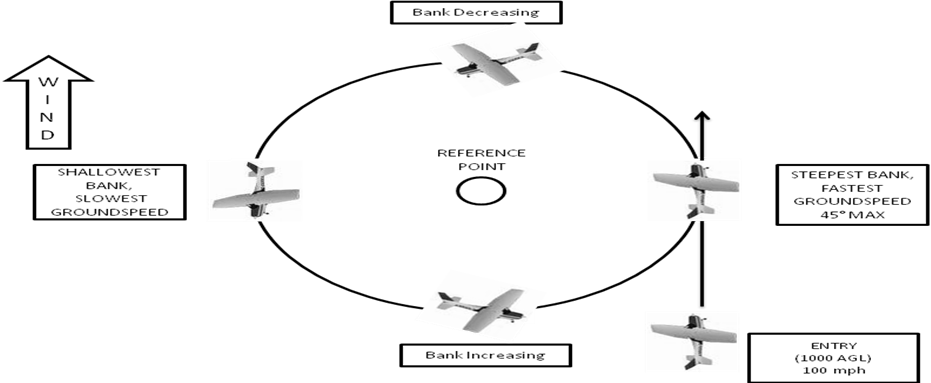 Bank Decreasing
WIND
REFERENCE
POINT
SHALLOWEST
BANK,
SLOWEST
GROUNDSPEED
STEEPEST BANK,
FASTEST
GROUNDSPEED
45° MAX
Bank Increasing
ENTRY
(1000 AGL)
100 mph